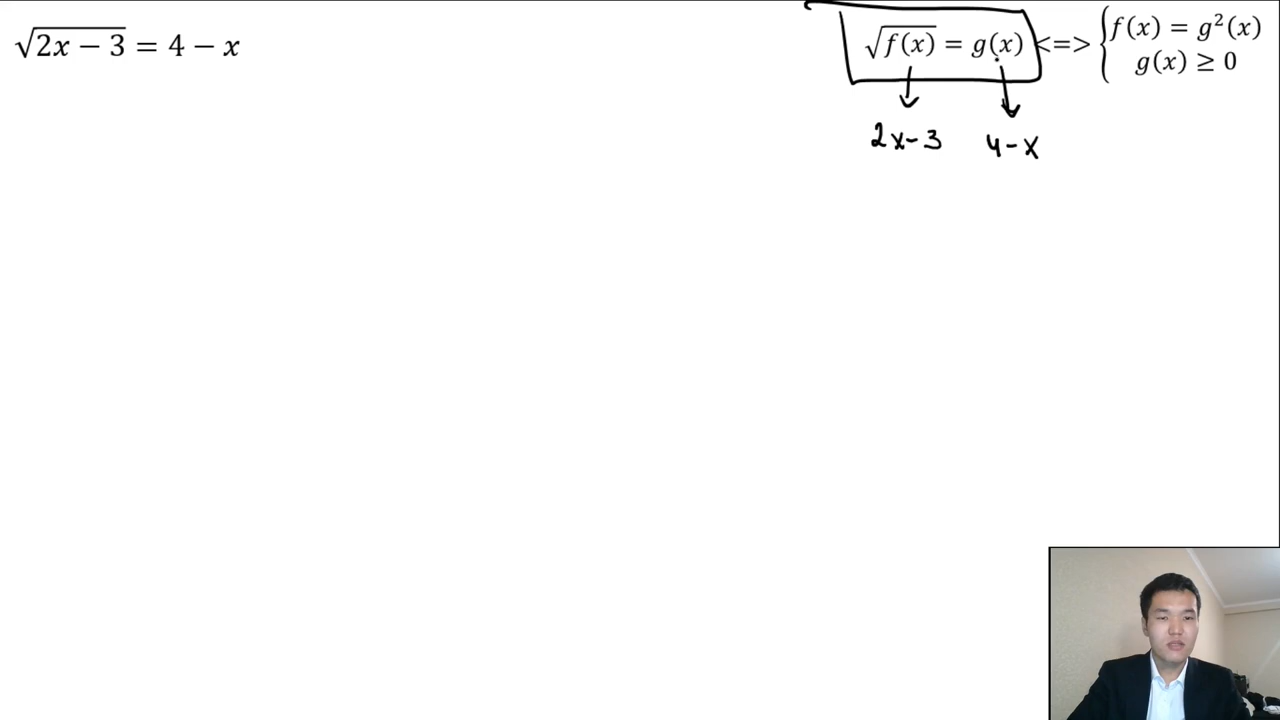 √(2x − 3) = 4 − x
√f(x) = g(x) <=> { f(x) = g²(x)
g(x) ≥ 0
2x-3 4-x